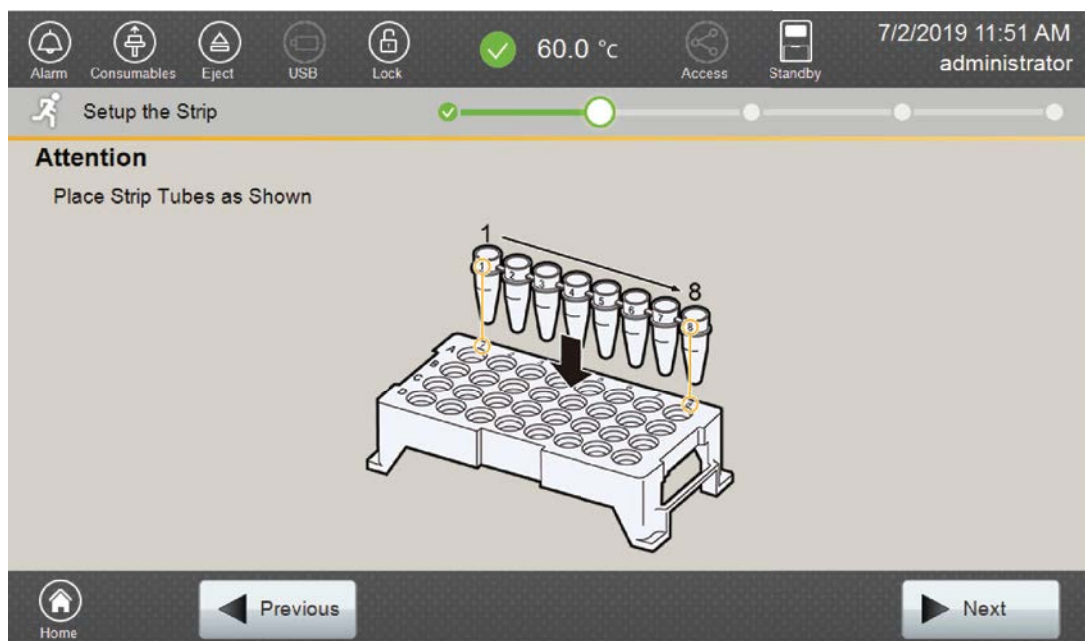 7/2/2019 11:51 AM
60.0 °c
administrator
Alarm Consumables Eject USB Lock Access Standby
Setup the Strip
Attention
Place Strip Tubes as Shown
1
8
1 2 3 4 5 6 7 8
A
B
C
D
Previous
Next
Home